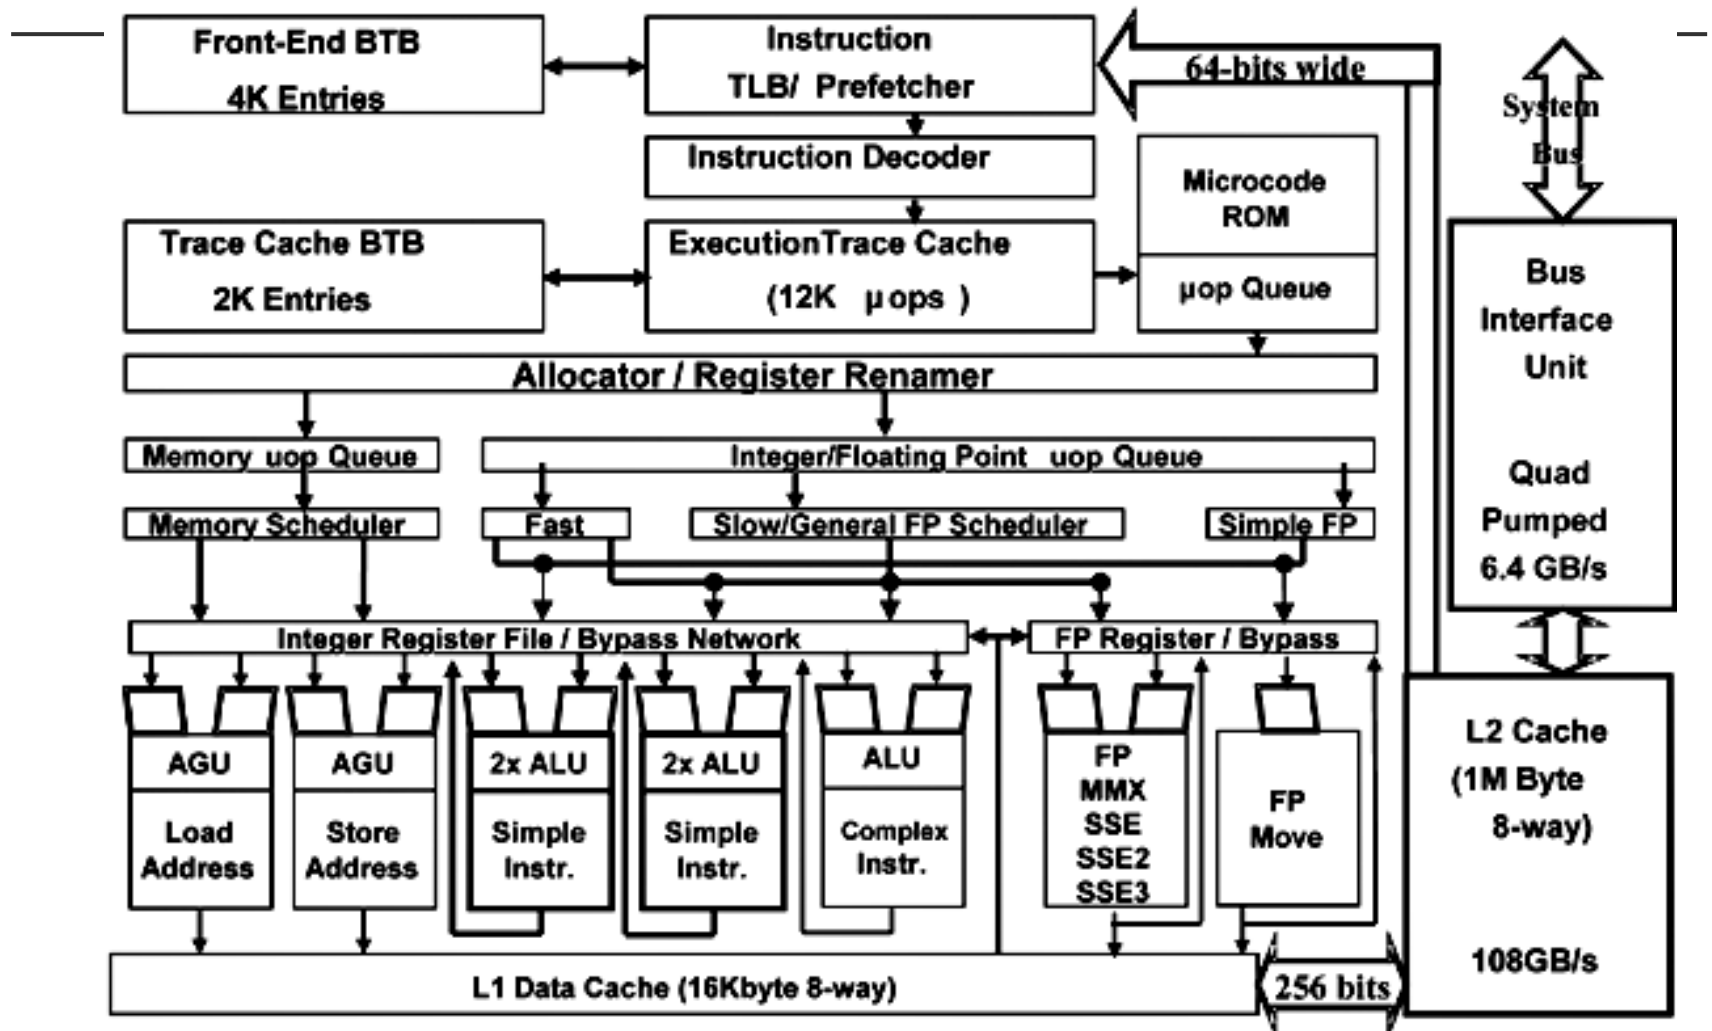 Front-End BTB
4K Entries
Instruction
TLB/ Prefetcher
64-bits wide
System
Bus
Instruction Decoder
Microcode
ROM
Trace Cache BTB
2K Entries
ExecutionTrace Cache
(12K µops )
µop Queue
Bus
Interface
Unit
Quad
Pumped
6.4 GB/s
Allocator / Register Renamer
Memory uop Queue
Integer/Floating Point uop Queue
Memory Scheduler
Fast
Slow/General FP Scheduler
Simple FP
Integer Register File / Bypass Network
FP Register / Bypass
AGU
Load
Address
AGU
Store
Address
2x ALU
Simple
Instr.
2x ALU
Simple
Instr.
ALU
Complex
Instr.
FP
MMX
SSE
SSE2
SSE3
FP
Move
L2 Cache
(1M Byte
8-way)
108GB/s
L1 Data Cache (16Kbyte 8-way)
256 bits